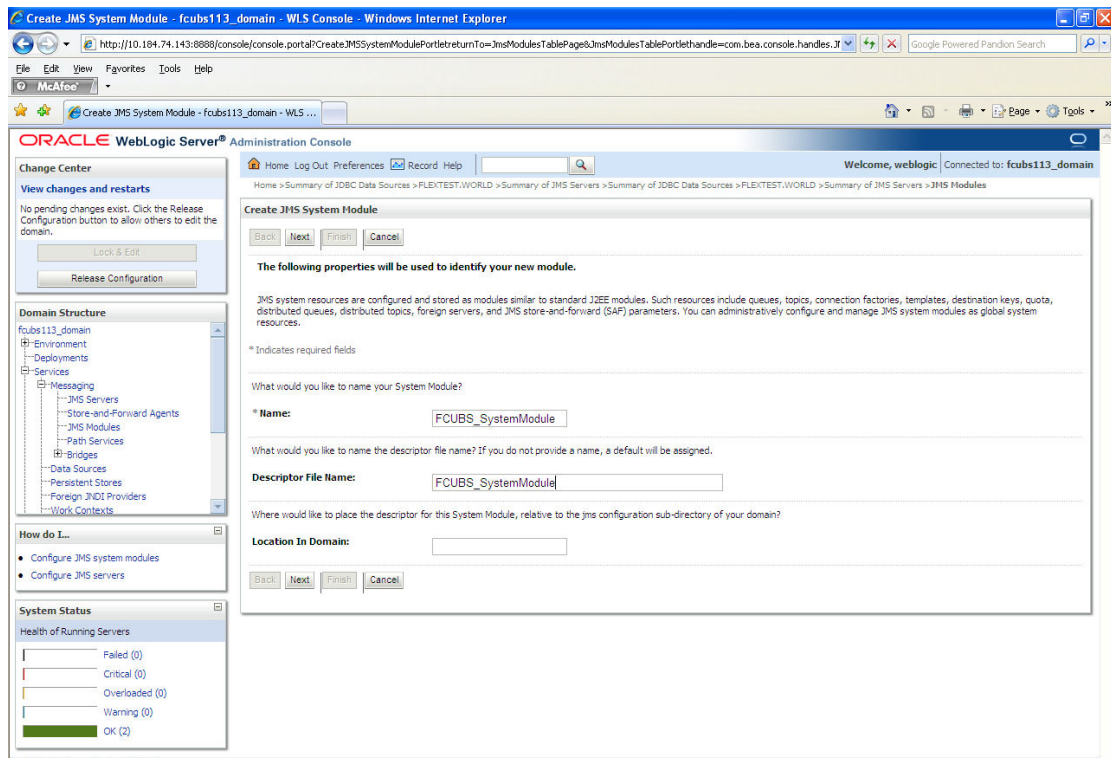 Create JMS System Module - fcubs113_domain - WLS Console - Windows Internet Explorer
http://10.184.74.143:8888/console/console.portal?CreateJMSSystemModulePortletreturnTo=JmsModulesTablePage&JmsModulesTablePortlethandle=com.bea.console.handles.Jf
Google Powered Pandion Search
File Edit View Favorites Tools Help
McAfee
Create JMS System Module - fcubs113_domain - WLS ...
Page Tools »
ORACLE WebLogic Server® Administration Console
Change Center
View changes and restarts
No pending changes exist. Click the Release
Configuration button to allow others to edit the
domain.
Lock & Edit
Release Configuration
Domain Structure
fcubs113_domain
Environment
Deployments
Services
Messaging
JMS Servers
Store-and-Forward Agents
JMS Modules
Path Services
Bridges
Data Sources
Persistent Stores
Foreign JNDI Providers
Work Contexts
How do I...
Configure JMS system modules
Configure JMS servers
System Status
Health of Running Servers
Failed (0)
Critical (0)
Overloaded (0)
Warning (0)
OK (2)
Home Log Out Preferences Record Help
Welcome, weblogic Connected to: fcubs113_domain
Home >Summary of JDBC Data Sources >FLEXTEST.WORLD >Summary of JMS Servers >Summary of JDBC Data Sources >FLEXTEST.WORLD >Summary of JMS Servers >JMS Modules
Create JMS System Module
Back Next Finish Cancel
The following properties will be used to identify your new module.
JMS system resources are configured and stored as modules similar to standard J2EE modules. Such resources include queues, topics, connection factories, templates, destination keys, quota,
distributed queues, distributed topics, foreign servers, and JMS store-and-forward (SAF) parameters. You can administratively configure and manage JMS system modules as global system
resources.
* Indicates required fields
What would you like to name your System Module?
* Name: FCUBS_SystemModule
What would you like to name the descriptor file name? If you do not provide a name, a default will be assigned.
Descriptor File Name: FCUBS_SystemModule
Where would like to place the descriptor for this System Module, relative to the jms configuration sub-directory of your domain?
Location In Domain:
Back Next Finish Cancel